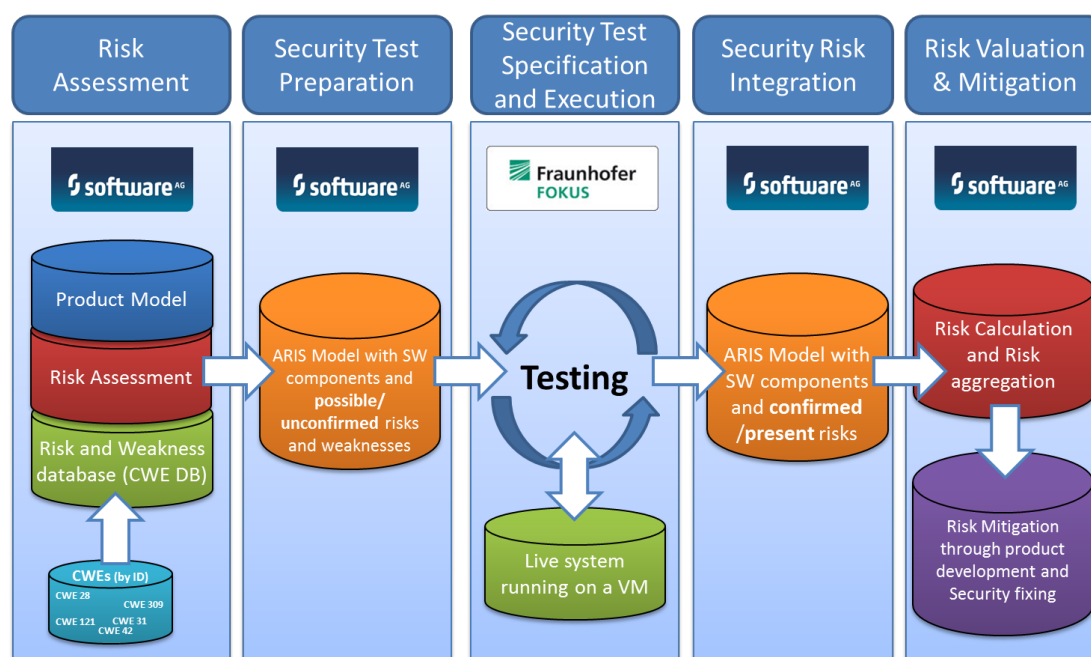 Risk
Assessment
Security Test
Preparation
Security Test
Specification
and Execution
Security Risk
Integration
Risk Valuation
& Mitigation
software AG
software AG
Fraunhofer
FOKUS
software AG
software AG
Product Model
Risk Assessment
Risk and Weakness
database (CWE DB)
CWEs (by ID)
CWE 28
CWE 309
CWE 121
CWE 31
CWE 42
ARIS Model with SW
components and
possible/
unconfirmed risks
and weaknesses
Testing
Live system
running on a VM
ARIS Model with
SW components
and confirmed
/present risks
Risk Calculation
and Risk
aggregation
Risk Mitigation
through product
development and
Security fixing